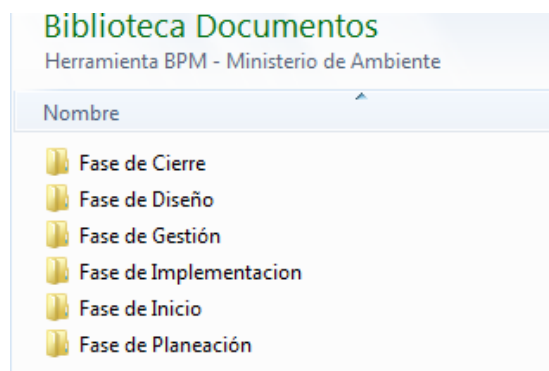 Biblioteca Documentos
Herramienta BPM - Ministerio de Ambiente
Nombre
Fase de Cierre
Fase de Diseño
Fase de Gestión
Fase de Implementacion
Fase de Inicio
Fase de Planeación